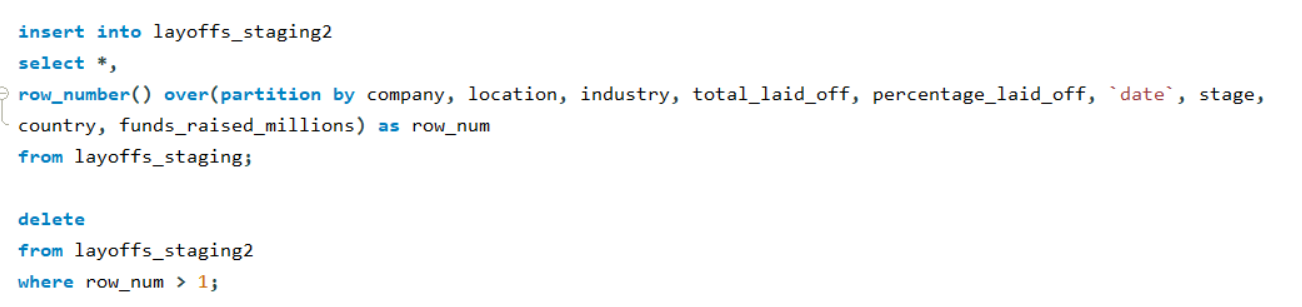 insert into layoffs_staging2
select *,
row_number() over(partition by company, location, industry, total_laid_off, percentage_laid_off, `date`, stage,
country, funds_raised_millions) as row_num
from layoffs_staging;
delete
from layoffs_staging2
where row_num > 1;